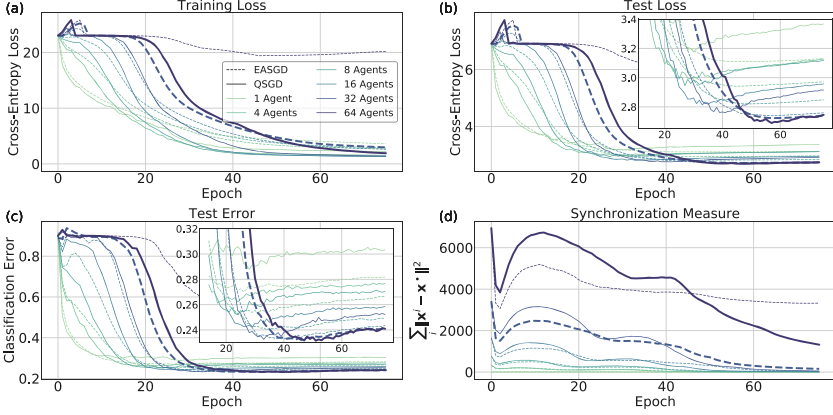 (a) Training Loss
Cross-Entropy Loss
20
10
0
EASGD
QSGD
1 Agent
4 Agents
8 Agents
16 Agents
32 Agents
64 Agents
0 20 40 60
Epoch
(b) Test Loss
Cross-Entropy Loss
6
4
3.4
3.1
3.0
2.8
20 40 60
0 20 40 60
Epoch
(c) Test Error
Classification Error
0.8
0.6
0.4
0.2
0.32
0.28
0.26
0.24
20 40 60
0 20 40 60
Epoch
(d) Synchronization Measure
∑ᵢ‖xⁱ − x^•‖²
6000
4000
2000
0
0 20 40 60
Epoch